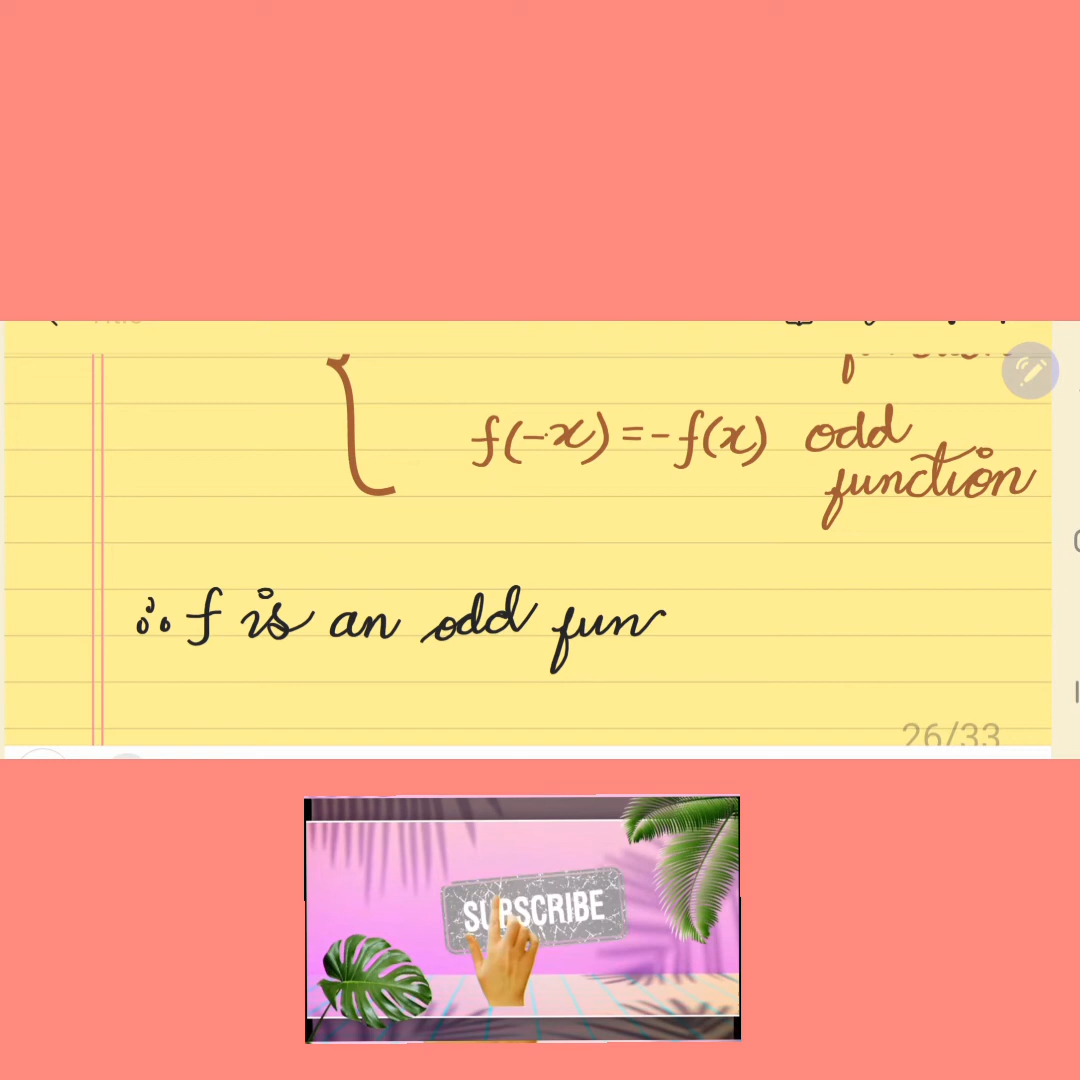 f(-x) = - f(x) odd
function
∴ f is an odd fun
26/33
SUBSCRIBE